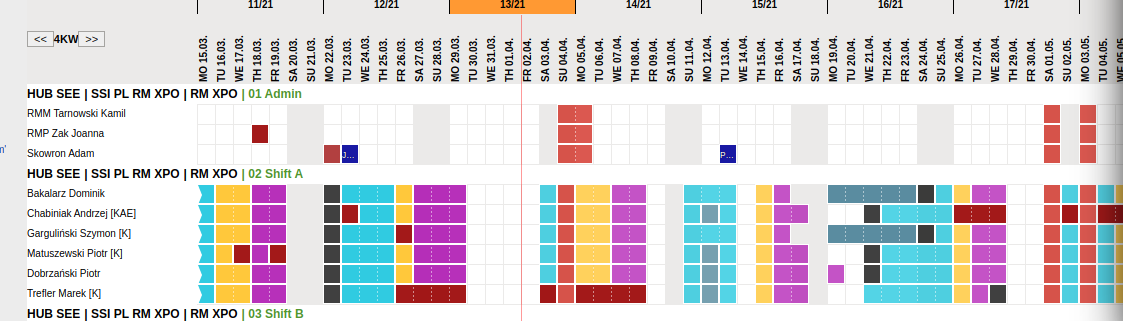 11/21 12/21 13/21 14/21 15/21 16/21 17/21
<< 4KW >>
MO 15.03. TU 16.03. WE 17.03. TH 18.03. FR 19.03. SA 20.03. SU 21.03. MO 22.03. TU 23.03. WE 24.03. TH 25.03. FR 26.03. SA 27.03. SU 28.03. MO 29.03. TU 30.03. WE 31.03. TH 01.04. FR 02.04. SA 03.04. SU 04.04. MO 05.04. TU 06.04. WE 07.04. TH 08.04. FR 09.04. SA 10.04. SU 11.04. MO 12.04. TU 13.04. WE 14.04. TH 15.04. FR 16.04. SA 17.04. SU 18.04. MO 19.04. TU 20.04. WE 21.04. TH 22.04. FR 23.04. SA 24.04. SU 25.04. MO 26.04. TU 27.04. WE 28.04. TH 29.04. FR 30.04. SA 01.05. SU 02.05. MO 03.05. TU 04.05. WE 05.05.
HUB SEE | SSI PL RM XPO | RM XPO | 01 Admin
RMM Tarnowski Kamil
RMP Zak Joanna
Skowron Adam J... P...
HUB SEE | SSI PL RM XPO | RM XPO | 02 Shift A
Bakalarz Dominik
Chabiniak Andrzej [KAE]
Garguliński Szymon [K]
Matuszewski Piotr [K]
Dobrzański Piotr
Trefler Marek [K]
HUB SEE | SSI PL RM XPO | RM XPO | 03 Shift B